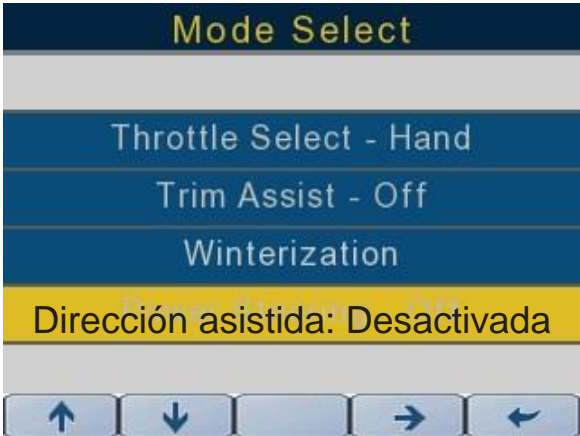 Mode Select
Throttle Select - Hand
Trim Assist - Off
Winterization
Dirección asistida: Desactivada